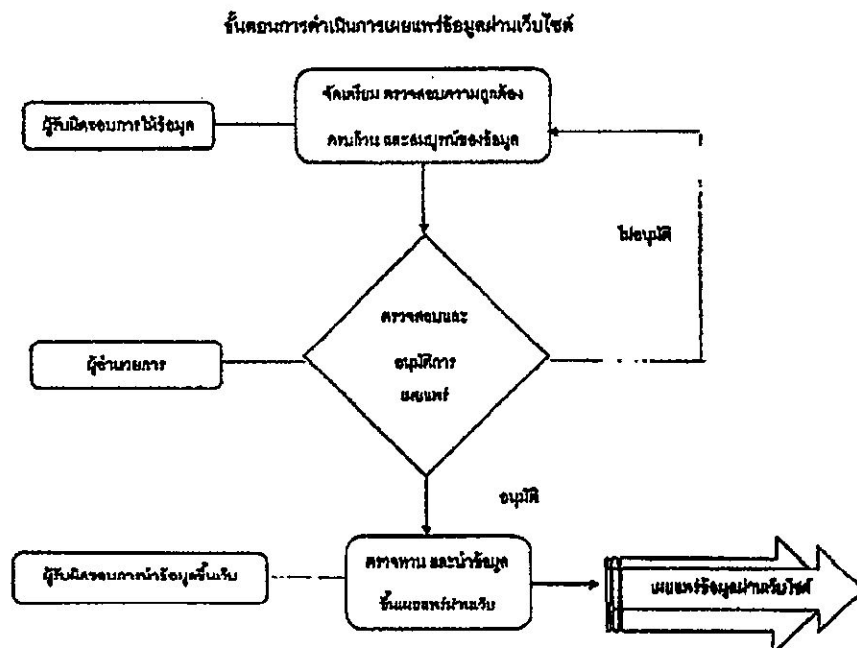 ขั้นตอนการดำเนินการเผยแพร่ข้อมูลผ่านเว็บไซต์
ผู้รับผิดชอบการให้ข้อมูล
จัดเตรียม ตรวจสอบความถูกต้อง
ครบถ้วน และสมบูรณ์ของข้อมูล
ไม่อนุมัติ
ผู้อำนวยการ
ตรวจสอบและ
อนุมัติการ
เผยแพร่
อนุมัติ
ผู้รับผิดชอบการนำข้อมูลขึ้นเว็บ
ตรวจทาน และนำข้อมูล
ขึ้นเผยแพร่ผ่านเว็บ
เผยแพร่ข้อมูลผ่านเว็บไซต์